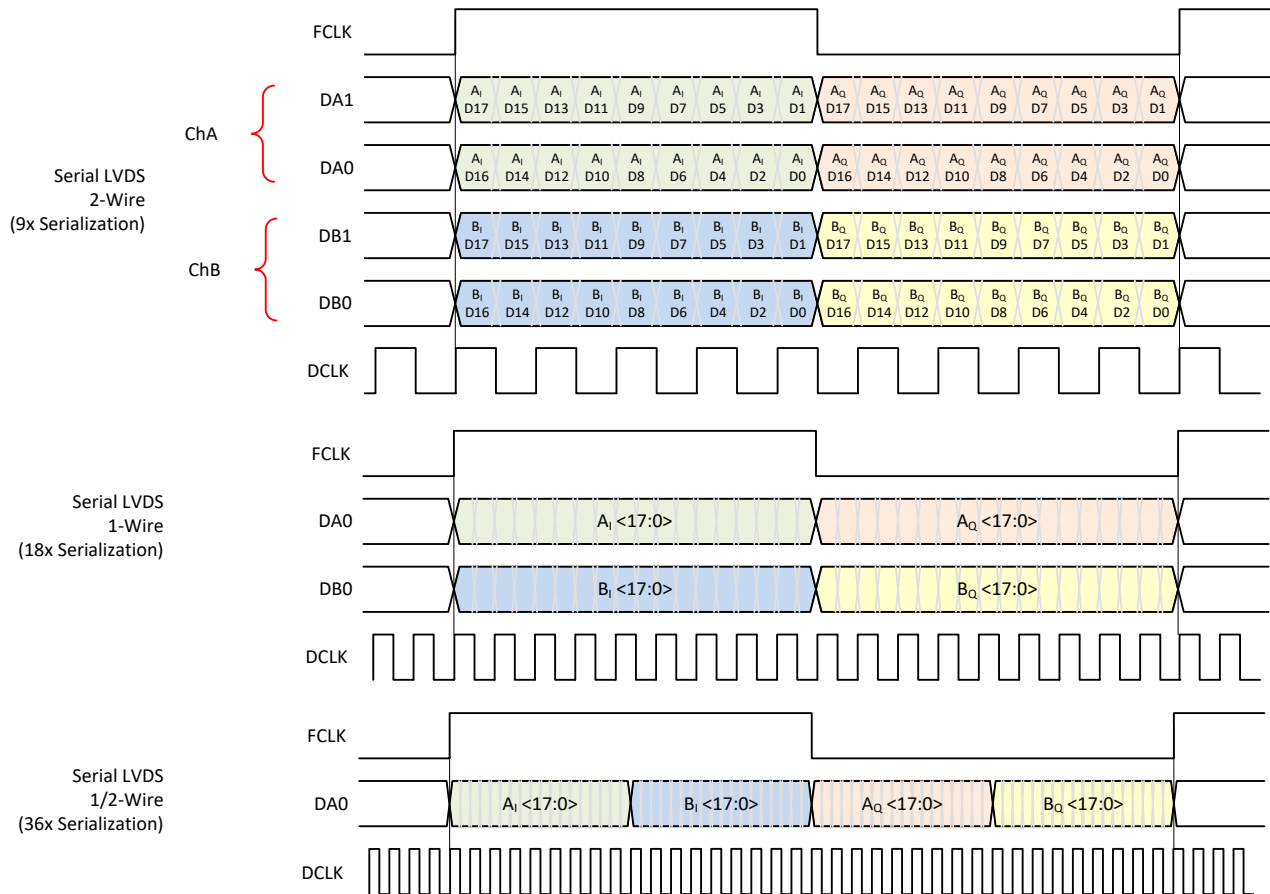 FCLK
DA1
A_I A_I A_I A_I A_I A_I A_I A_I A_I A_Q A_Q A_Q A_Q A_Q A_Q A_Q A_Q A_Q
D17 D15 D13 D11 D9 D7 D5 D3 D1 D17 D15 D13 D11 D9 D7 D5 D3 D1
ChA
DA0
A_I A_I A_I A_I A_I A_I A_I A_I A_I A_Q A_Q A_Q A_Q A_Q A_Q A_Q A_Q A_Q
D16 D14 D12 D10 D8 D6 D4 D2 D0 D16 D14 D12 D10 D8 D6 D4 D2 D0
Serial LVDS
2-Wire
(9x Serialization)
DB1
B_I B_I B_I B_I B_I B_I B_I B_I B_I B_Q B_Q B_Q B_Q B_Q B_Q B_Q B_Q B_Q
D17 D15 D13 D11 D9 D7 D5 D3 D1 D17 D15 D13 D11 D9 D7 D5 D3 D1
ChB
DB0
B_I B_I B_I B_I B_I B_I B_I B_I B_I B_Q B_Q B_Q B_Q B_Q B_Q B_Q B_Q B_Q
D16 D14 D12 D10 D8 D6 D4 D2 D0 D16 D14 D12 D10 D8 D6 D4 D2 D0
DCLK
FCLK
Serial LVDS
1-Wire
(18x Serialization)
DA0 A_I <17:0> A_Q <17:0>
DB0 B_I <17:0> B_Q <17:0>
DCLK
FCLK
Serial LVDS
1/2-Wire
(36x Serialization)
DA0 A_I <17:0> B_I <17:0> A_Q <17:0> B_Q <17:0>
DCLK